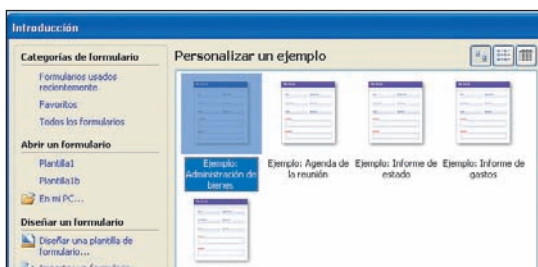 Introducción
Categorías de formulario
Formularios usados
recientemente
Favoritos
Todos los formularios
Abrir un formulario
Plantilla1
Plantilla1b
En mi PC...
Diseñar un formulario
Diseñar una plantilla de
formulario...
Personalizar un ejemplo
Ejemplo:
Administración de
bienes
Ejemplo: Agenda de
la reunión
Ejemplo: Informe de
estado
Ejemplo: Informe de
gastos